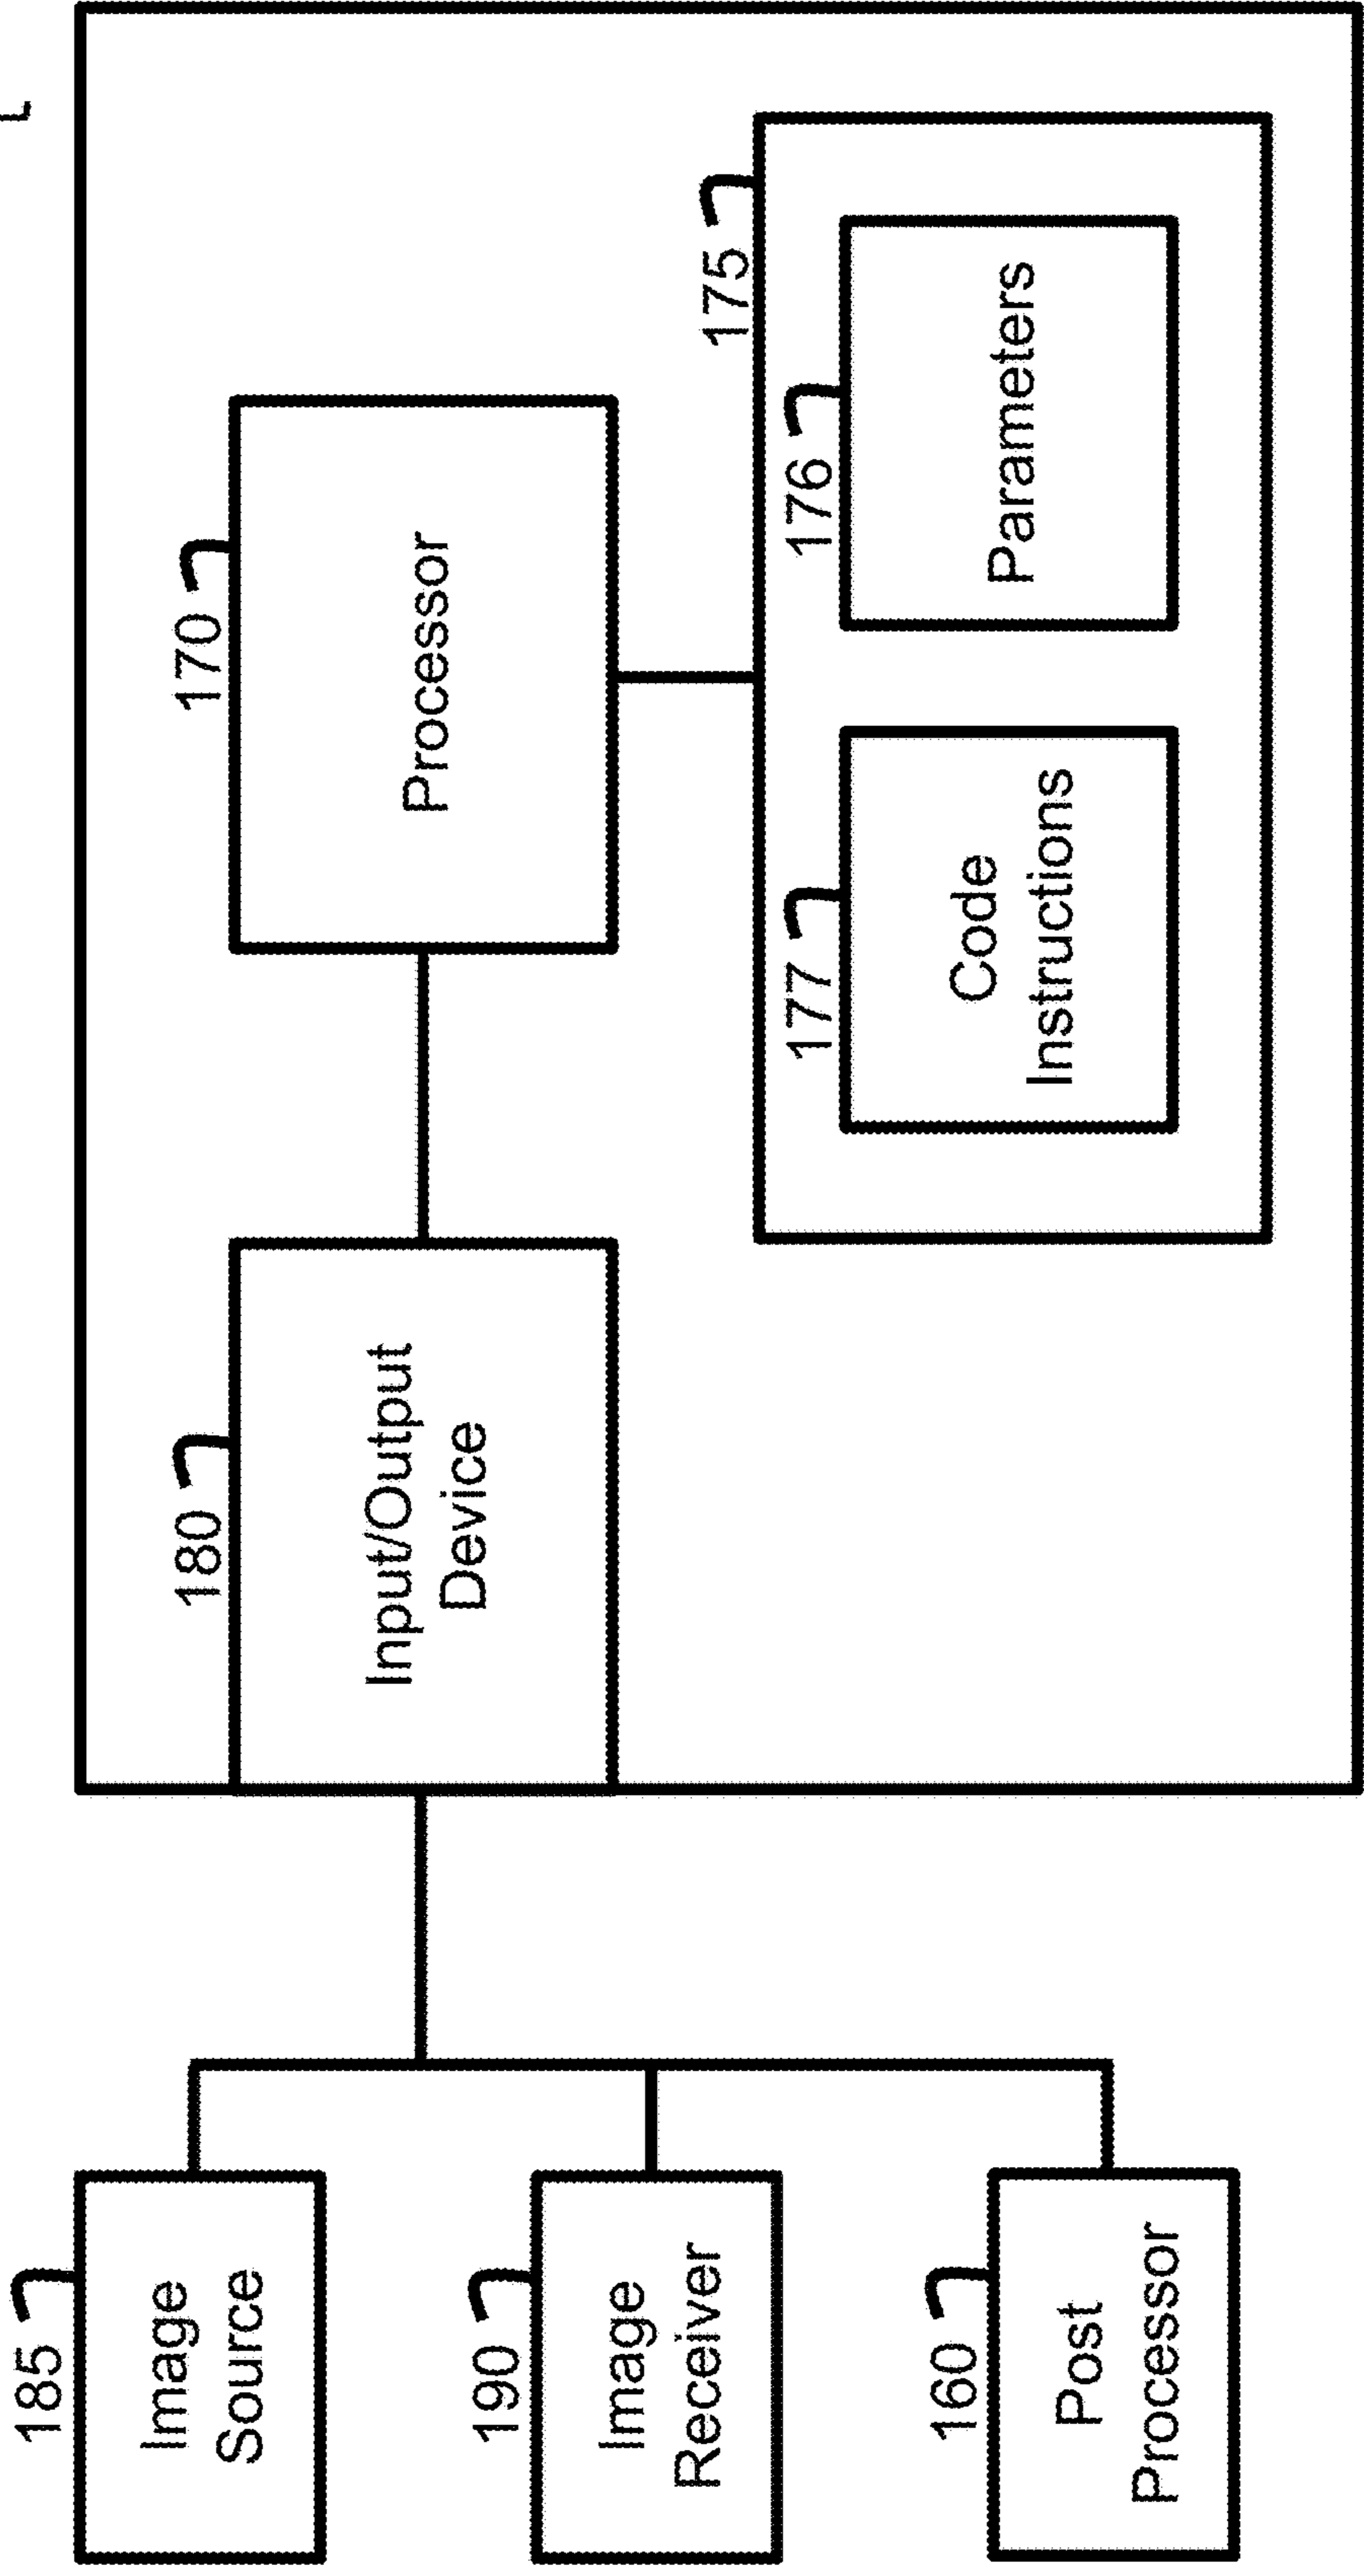 185
Image
Source
190
Image
Receiver
160
Post
Processor
180
Input/Output
Device
170
Processor
175
177
Code
Instructions
176
Parameters